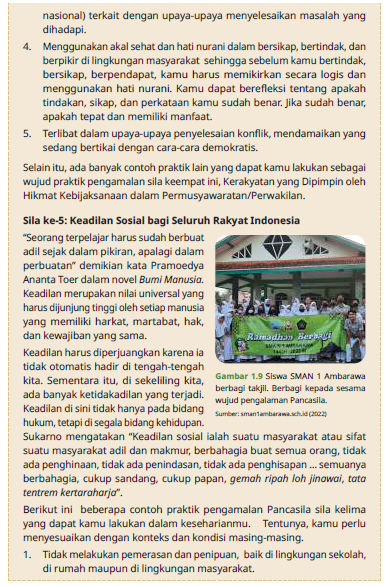 nasional) terkait dengan upaya-upaya menyelesaikan masalah yang
dihadapi.
4. Menggunakan akal sehat dan hati nurani dalam bersikap, bertindak, dan
berpikir di lingkungan masyarakat sehingga sebelum kamu bertindak,
bersikap, berpendapat, kamu harus memikirkan secara logis dan
menggunakan hati nurani. Kamu dapat berefleksi tentang apakah
tindakan, sikap, dan perkataan kamu sudah benar. Jika sudah benar,
apakah tepat dan memiliki manfaat.
5. Terlibat dalam upaya-upaya penyelesaian konflik, mendamaikan yang
sedang bertikai dengan cara-cara demokratis.
Selain itu, ada banyak contoh praktik lain yang dapat kamu lakukan sebagai
wujud praktik pengamalan sila keempat ini, Kerakyatan yang Dipimpin oleh
Hikmat Kebijaksanaan dalam Permusyawaratan/Perwakilan.
Sila ke-5: Keadilan Sosial bagi Seluruh Rakyat Indonesia
“Seorang terpelajar harus sudah berbuat
adil sejak dalam pikiran, apalagi dalam
perbuatan” demikian kata Pramoedya
Ananta Toer dalam novel Bumi Manusia.
Keadilan merupakan nilai universal yang
harus dijunjung tinggi oleh setiap manusia
yang memiliki harkat, martabat, hak,
dan kewajiban yang sama.
Keadilan harus diperjuangkan karena ia
tidak otomatis hadir di tengah-tengah
kita. Sementara itu, di sekeliling kita,
ada banyak ketidakadilan yang terjadi.
Keadilan di sini tidak hanya pada bidang
hukum, tetapi di segala bidang kehidupan.
Ramadhan Berbagi
SMA N 1 AMBARAWA
Gambar 1.9 Siswa SMAN 1 Ambarawa
berbagi takjil. Berbagi kepada sesama
wujud pengalaman Pancasila.
Sumber: sman1ambarawa.sch.id (2022)
Sukarno mengatakan “Keadilan sosial ialah suatu masyarakat atau sifat
suatu masyarakat adil dan makmur, berbahagia buat semua orang, tidak
ada penghinaan, tidak ada penindasan, tidak ada penghisapan ... semuanya
berbahagia, cukup sandang, cukup papan, gemah ripah loh jinawai, tata
tentrem kertaraharja”.
Berikut ini beberapa contoh praktik pengamalan Pancasila sila kelima
yang dapat kamu lakukan dalam keseharianmu. Tentunya, kamu perlu
menyesuaikan dengan konteks dan kondisi masing-masing.
1. Tidak melakukan pemerasan dan penipuan, baik di lingkungan sekolah,
di rumah maupun di lingkungan masyarakat.